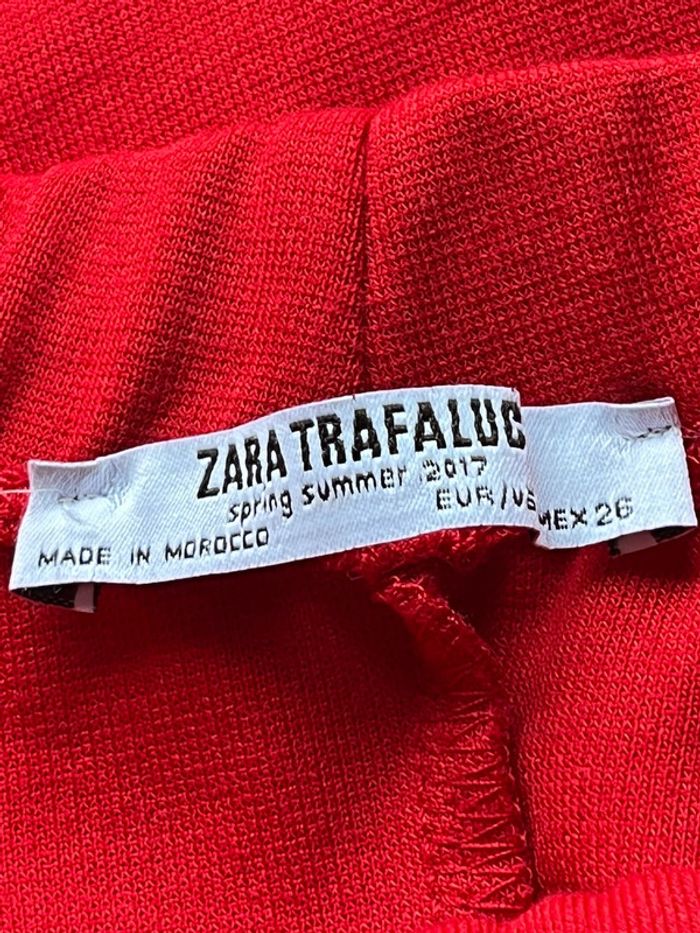 ZARA TRAFALUC
spring summer 2017
EUR/US MEX 26
MADE IN MOROCCO